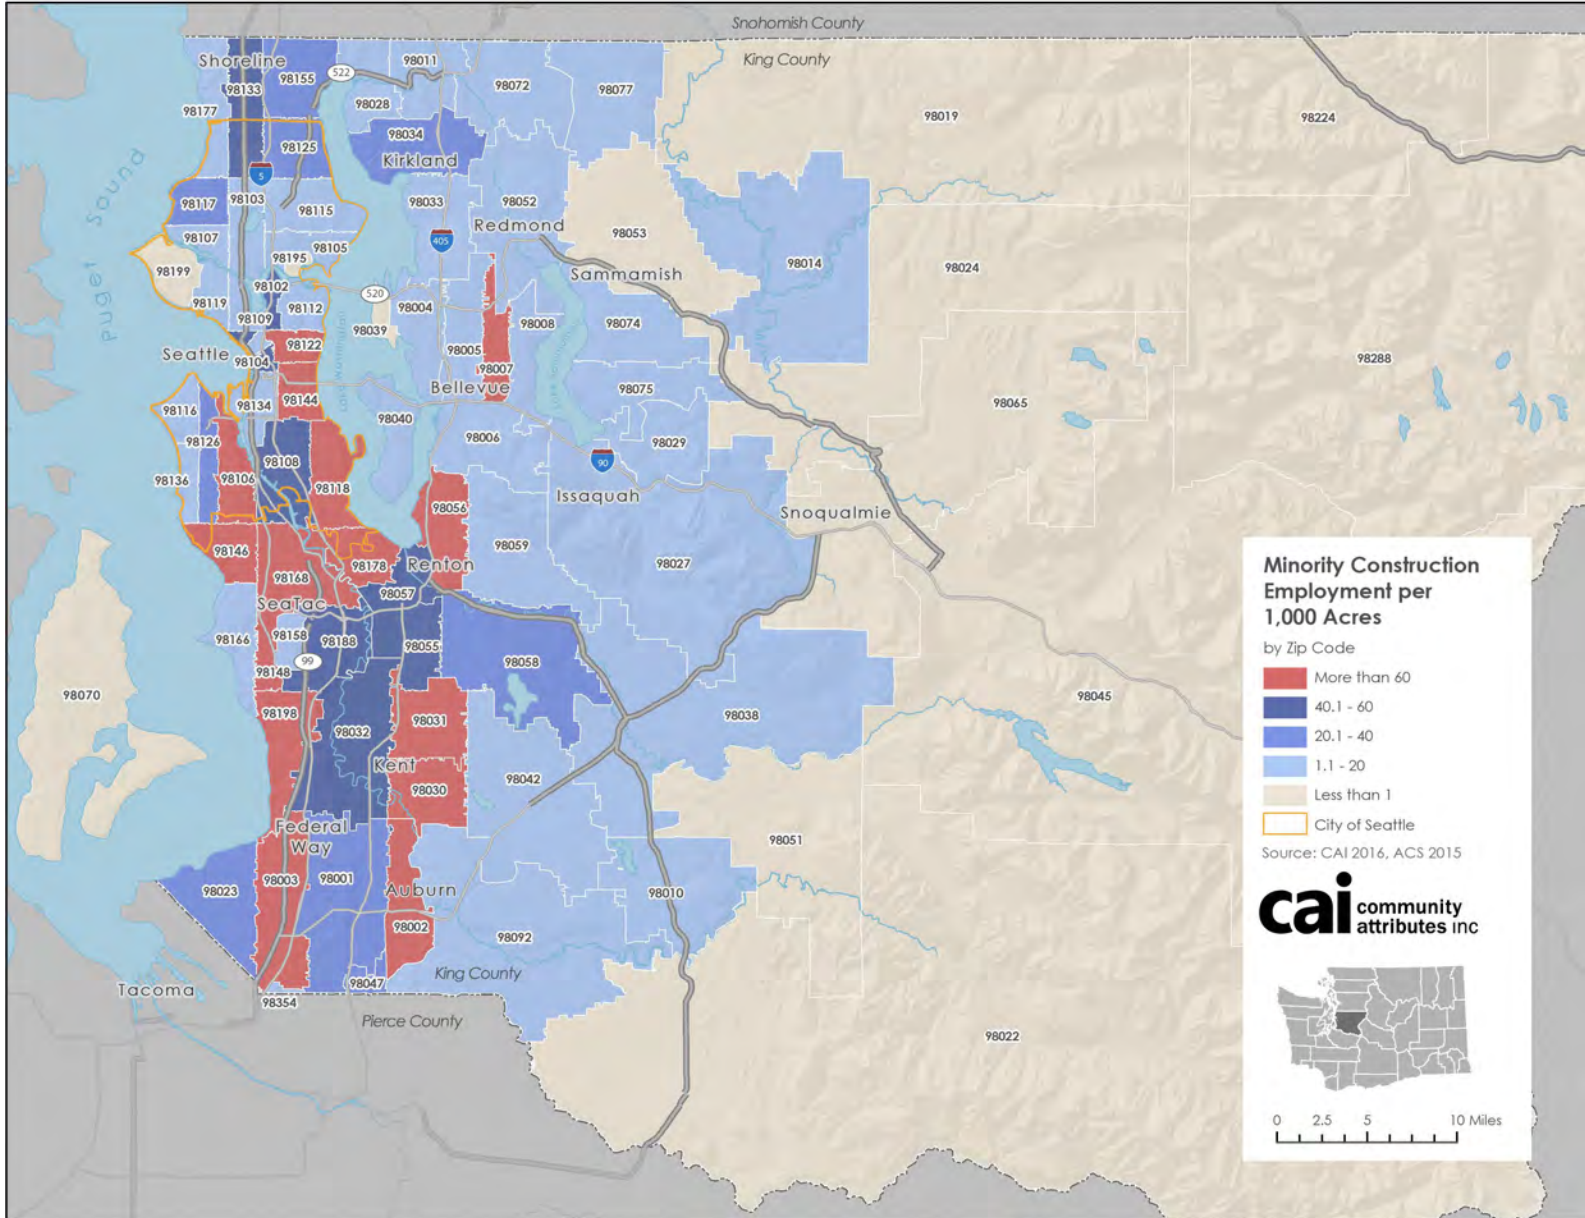 Snohomish County
King County
Shoreline
98133
98155
522
98011
98072
98077
98177
98028
98019
98224
98034
98125
Kirkland
5
Puget Sound
98117
98103
98115
98033
98052
98107
98105
Redmond
405
98053
98195
98199
98102
Sammamish
98014
98024
98119
98112
520
98004
98109
98039
98008
98074
98122
Seattle
98104
98005
98007
98288
Bellevue
98075
98144
98116
98134
98040
98065
98126
98006
98029
98108
90
98136
98106
98118
Issaquah
98056
Snoqualmie
98146
98059
98168
98178
Renton
98027
98057
SeaTac
98166
98158
98188
98055
98148
99
98058
98070
98045
98198
98031
98038
98032
Kent
98042
98030
Federal
Way
98051
98023
98003
98001
Auburn
98010
98002
98092
King County
98047
Tacoma
98354
Pierce County
98022
Minority Construction
Employment per
1,000 Acres
by Zip Code
More than 60
40.1 - 60
20.1 - 40
1.1 - 20
Less than 1
City of Seattle
Source: CAI 2016, ACS 2015
cai community
attributes inc
0 2.5 5 10 Miles